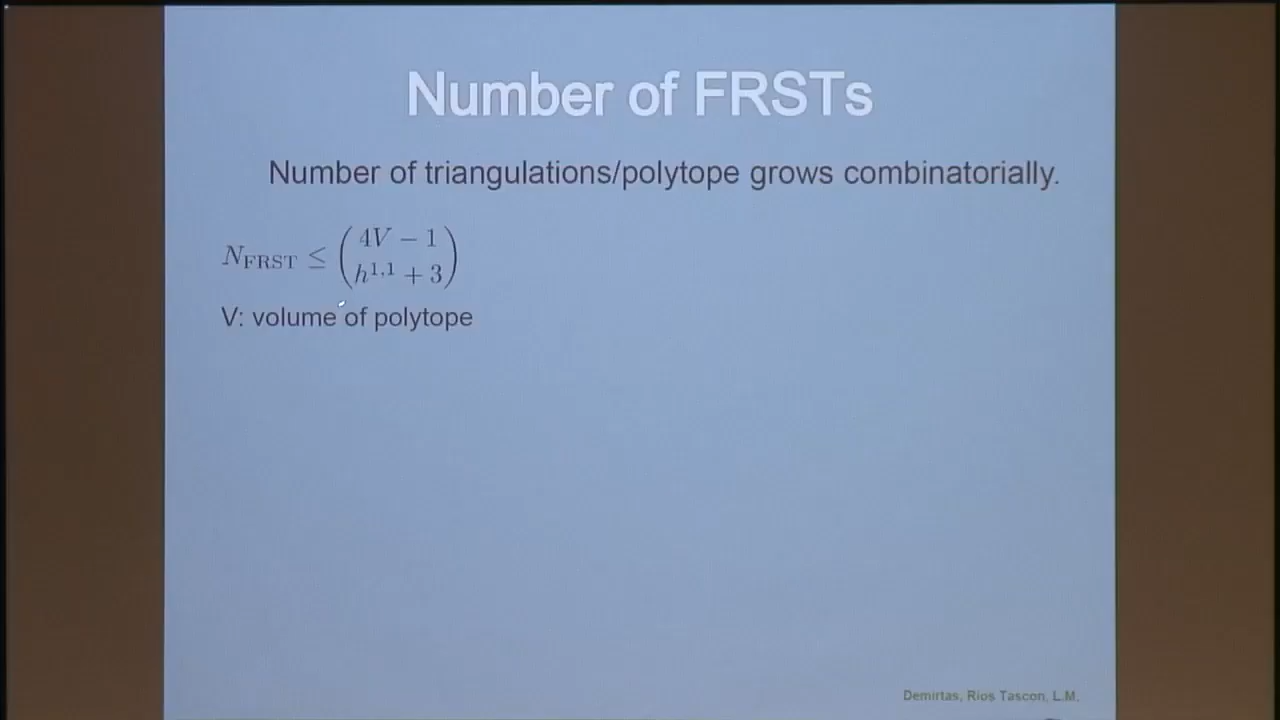 Number of FRSTs
Number of triangulations/polytope grows combinatorially.
N_FRST ≤ (4V − 1 
h^{1,1} + 3)
V: volume of polytope
Demirtas, Rios Tascon, L.M.